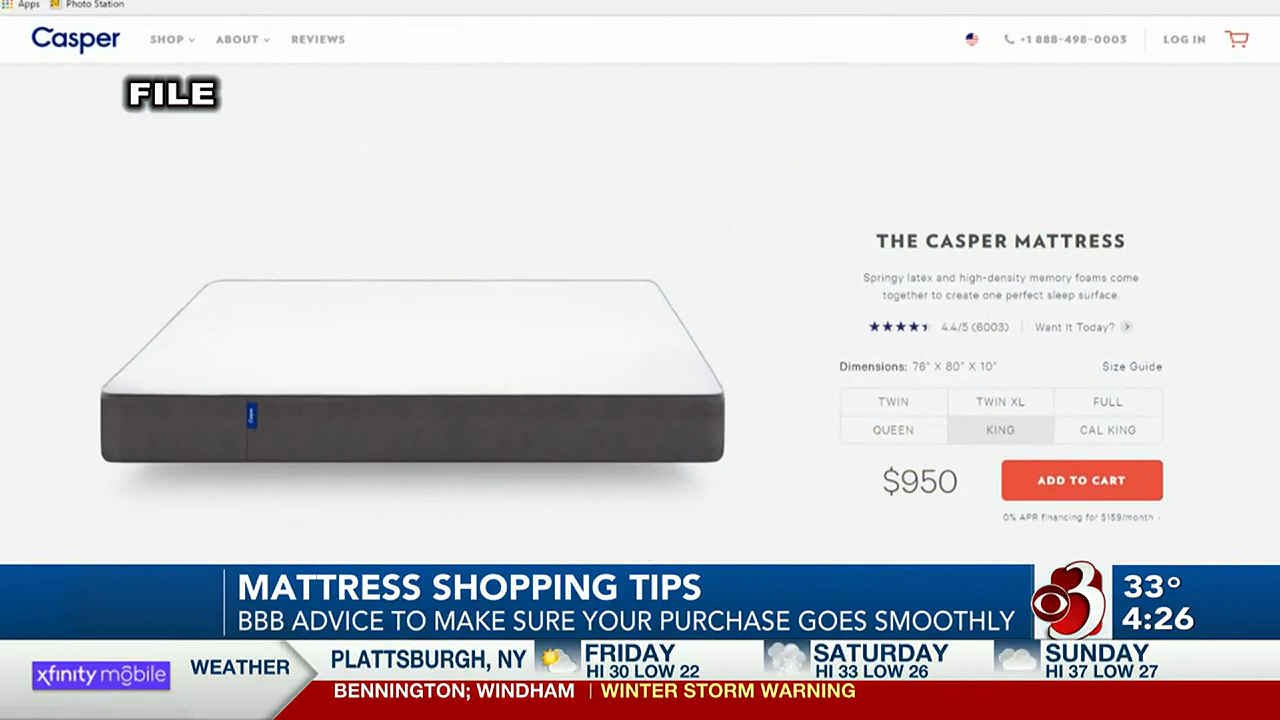 Apps Photo Station
Casper SHOP ABOUT REVIEWS +1 888-498-0003 LOG IN
FILE
THE CASPER MATTRESS
Springy latex and high-density memory foams come
together to create one perfect sleep surface.
4.4/5 (6003) Want It Today?
Dimensions: 76" X 80" X 10" Size Guide
TWIN TWIN XL FULL
QUEEN KING CAL KING
Casper
$950 ADD TO CART
0% APR financing for $159/month
MATTRESS SHOPPING TIPS
BBB ADVICE TO MAKE SURE YOUR PURCHASE GOES SMOOTHLY
3 33°
4:26
xfinity mobile WEATHER PLATTSBURGH, NY
FRIDAY
HI 30 LOW 22
SATURDAY
HI 33 LOW 26
SUNDAY
HI 37 LOW 27
BENNINGTON; WINDHAM | WINTER STORM WARNING